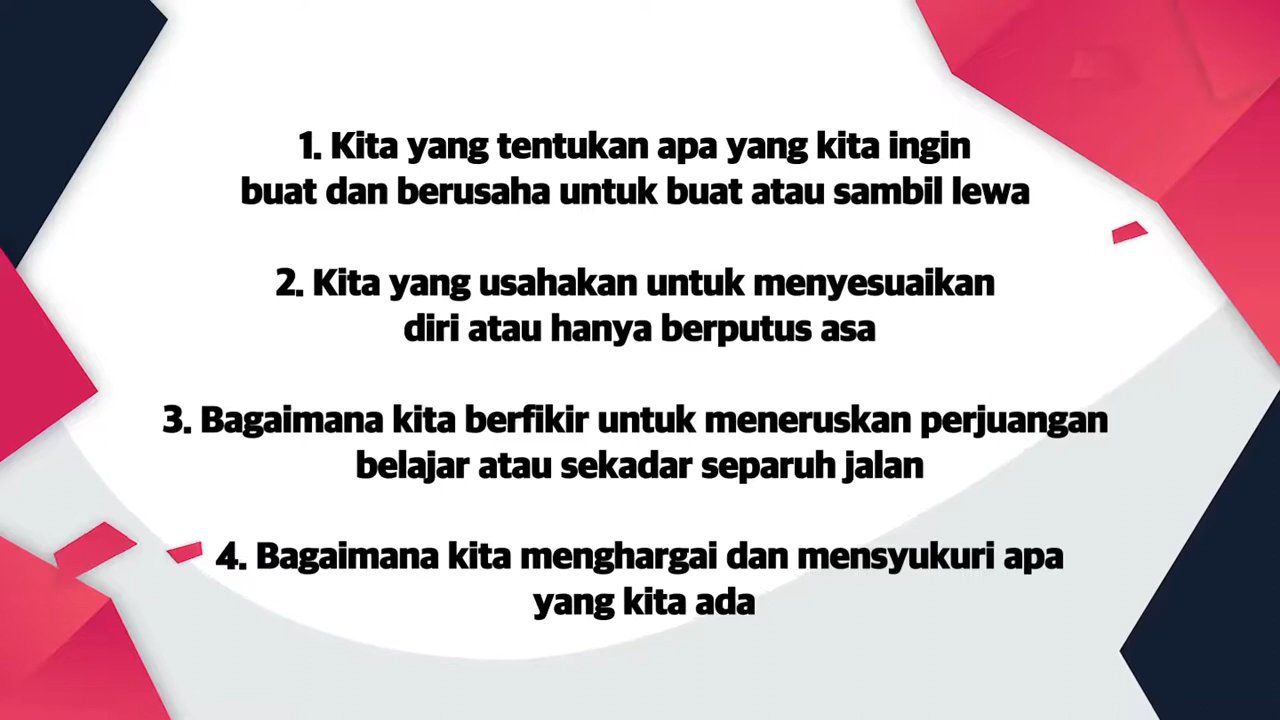 1. Kita yang tentukan apa yang kita ingin
buat dan berusaha untuk buat atau sambil lewa
2. Kita yang usahakan untuk menyesuaikan
diri atau hanya berputus asa
3. Bagaimana kita berfikir untuk meneruskan perjuangan
belajar atau sekadar separuh jalan
4. Bagaimana kita menghargai dan mensyukuri apa
yang kita ada